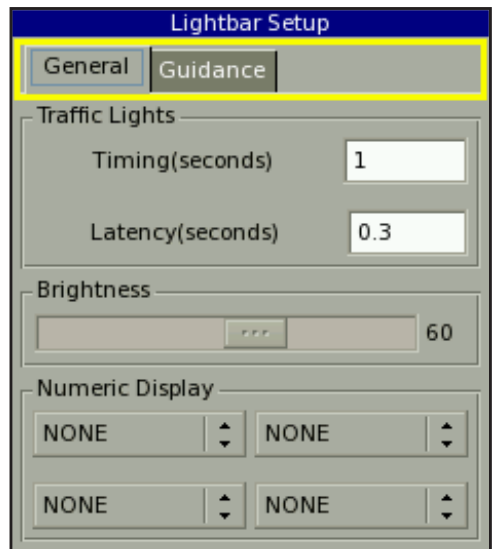 Lightbar Setup
General Guidance
Traffic Lights
Timing(seconds) 1
Latency(seconds) 0.3
Brightness
60
Numeric Display
NONE NONE
NONE NONE